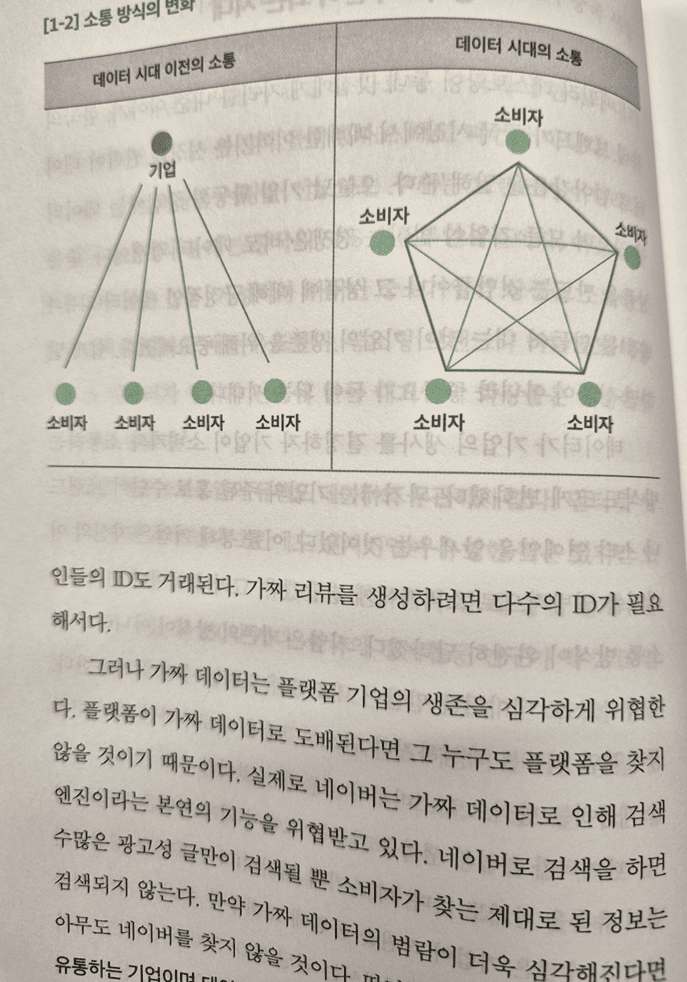 [1-2] 소통 방식의 변화
데이터 시대 이전의 소통
데이터 시대의 소통
기업
소비자 소비자 소비자 소비자
소비자
소비자
소비자
소비자
소비자
인들의 ID도 거래된다. 가짜 리뷰를 생성하려면 다수의 ID가 필요
해서다.
그러나 가짜 데이터는 플랫폼 기업의 생존을 심각하게 위협한
다. 플랫폼이 가짜 데이터로 도배된다면 그 누구도 플랫폼을 찾지
않을 것이기 때문이다. 실제로 네이버는 가짜 데이터로 인해 검색
엔진이라는 본연의 기능을 위협받고 있다. 네이버로 검색을 하면
수많은 광고성 글만이 검색될 뿐 소비자가 찾는 제대로 된 정보는
검색되지 않는다. 만약 가짜 데이터의 범람이 더욱 심각해진다면
아무도 네이버를 찾지 않을 것이다.
유통하는 기업이며